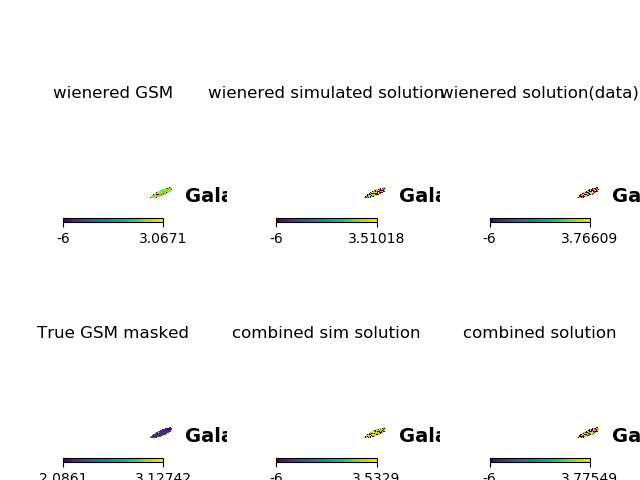 wienered GSM
wienered simulated solution
wienered solution(data)
Gala
Gala
Ga
-6 3.0671
-6 3.51018
-6 3.76609
True GSM masked
combined sim solution
combined solution
Gala
Gala
Ga
2.0861 3.12742
-6 3.5329
-6 3.77549